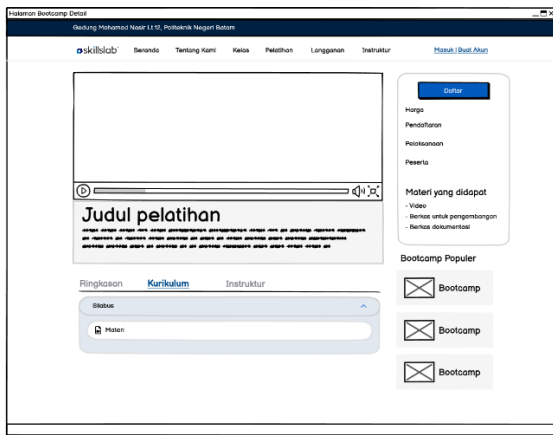 Halaman Bootcamp Detail
Gedung Mohamad Nasir Lt 12, Politeknik Negeri Batam
skillslab Beranda Tentang Kami Kelas Pelatihan Langganan Instruktur Masuk | Buat Akun
Daftar
Harga
Pendaftaran
Pelaksanaan
Peserta
Materi yang didapat
- Video
- Berkas untuk pengembangan
- Berkas dokumentasi
Judul pelatihan
Ringkasan Kurikulum Instruktur
Silabus
Materi
Bootcamp Populer
Bootcamp
Bootcamp
Bootcamp